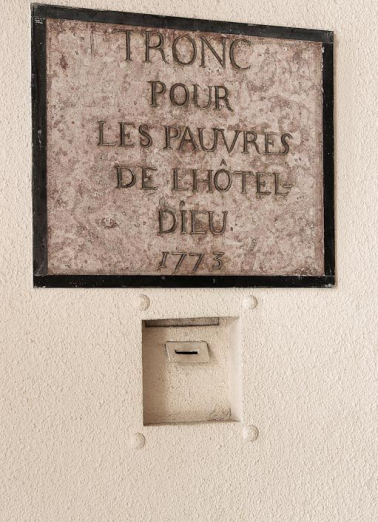 TRONC
POUR
LES PAUVRES
DE L'HÔTEL-
DIEU.
1773